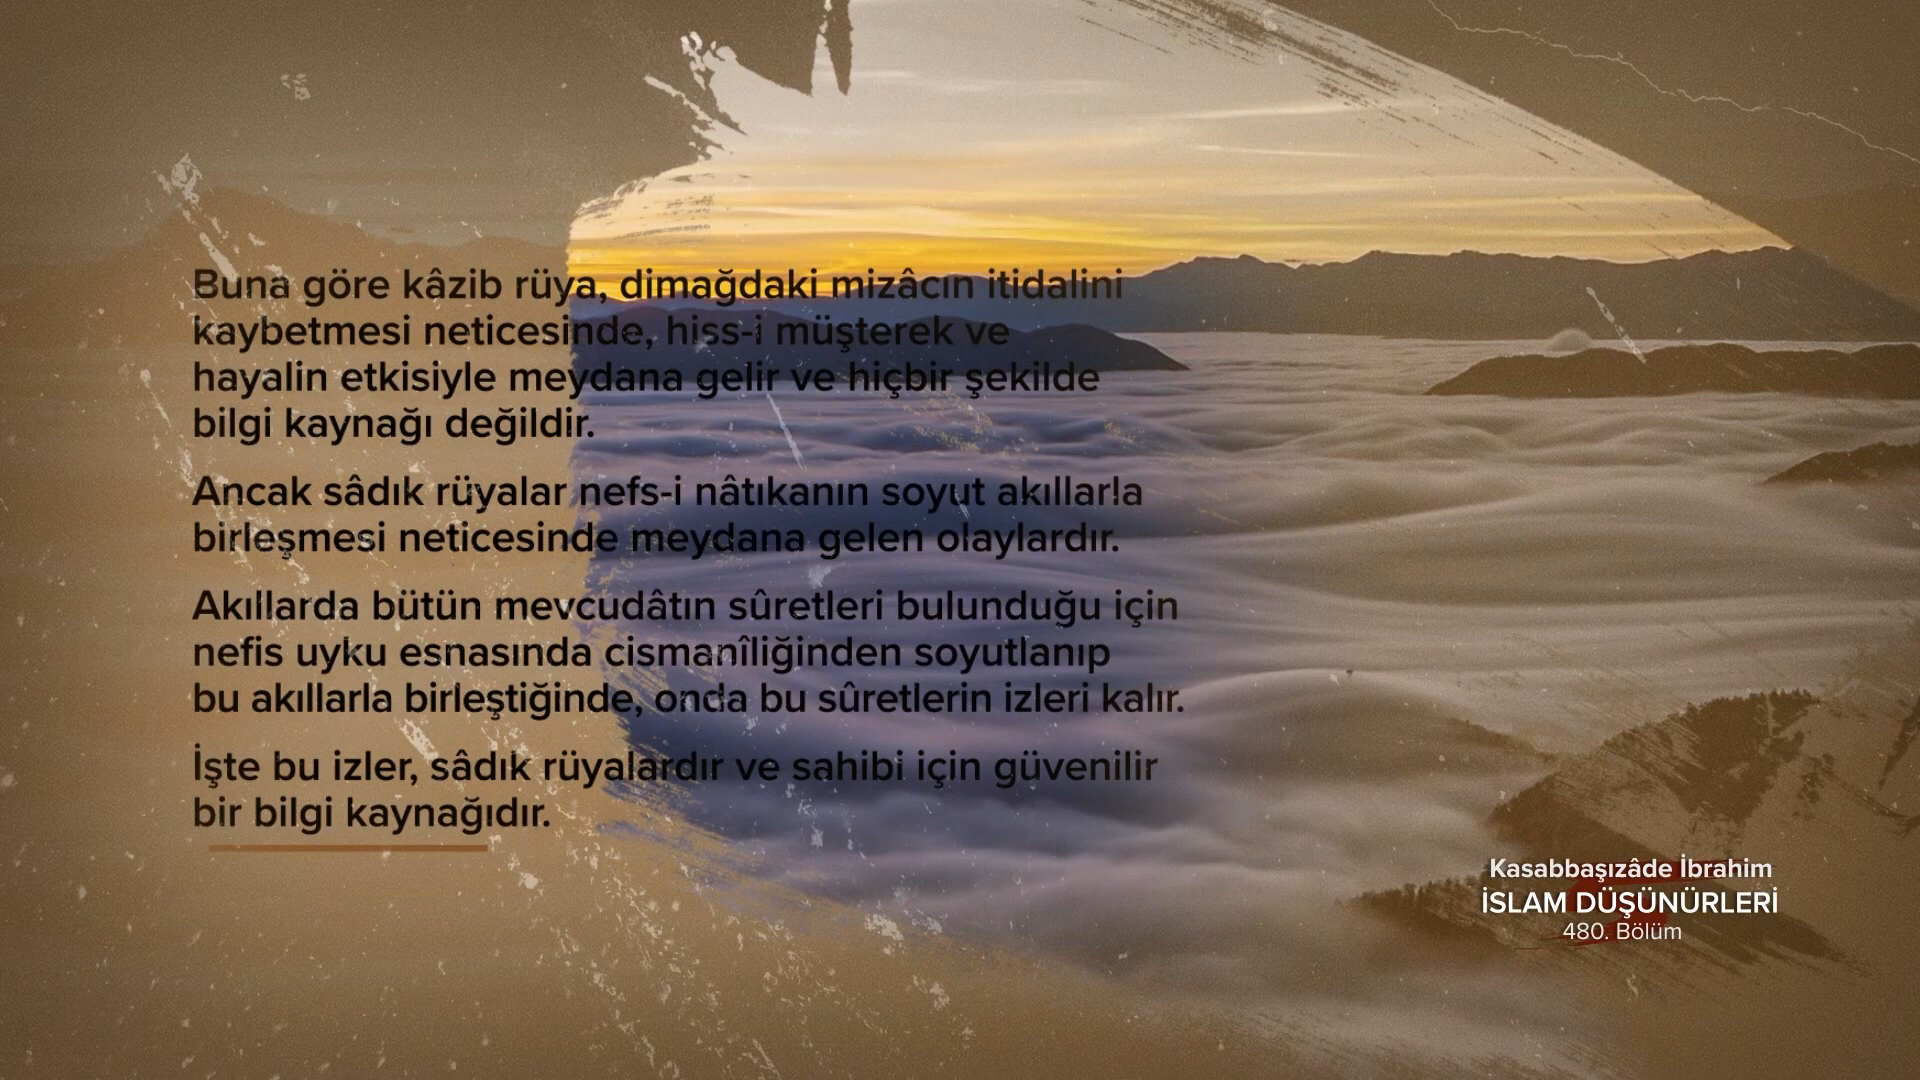 Buna göre kâzib rüya, dimağdaki mizâcın itidalini
kaybetmesi neticesinde, hiss-i müşterek ve
hayalin etkisiyle meydana gelir ve hiçbir şekilde
bilgi kaynağı değildir.
Ancak sâdık rüyalar nefs-i nâtıkanın soyut akıllarla
birleşmesi neticesinde meydana gelen olaylardır.
Akıllarda bütün mevcudâtın sûretleri bulunduğu için
nefis uyku esnasında cismanîliğinden soyutlanıp
bu akıllarla birleştiğinde, onda bu sûretlerin izleri kalır.
İşte bu izler, sâdık rüyalardır ve sahibi için güvenilir
bir bilgi kaynağıdır.
Kasabbaşızâde İbrahim
İSLAM DÜŞÜNÜRLERİ
480. Bölüm